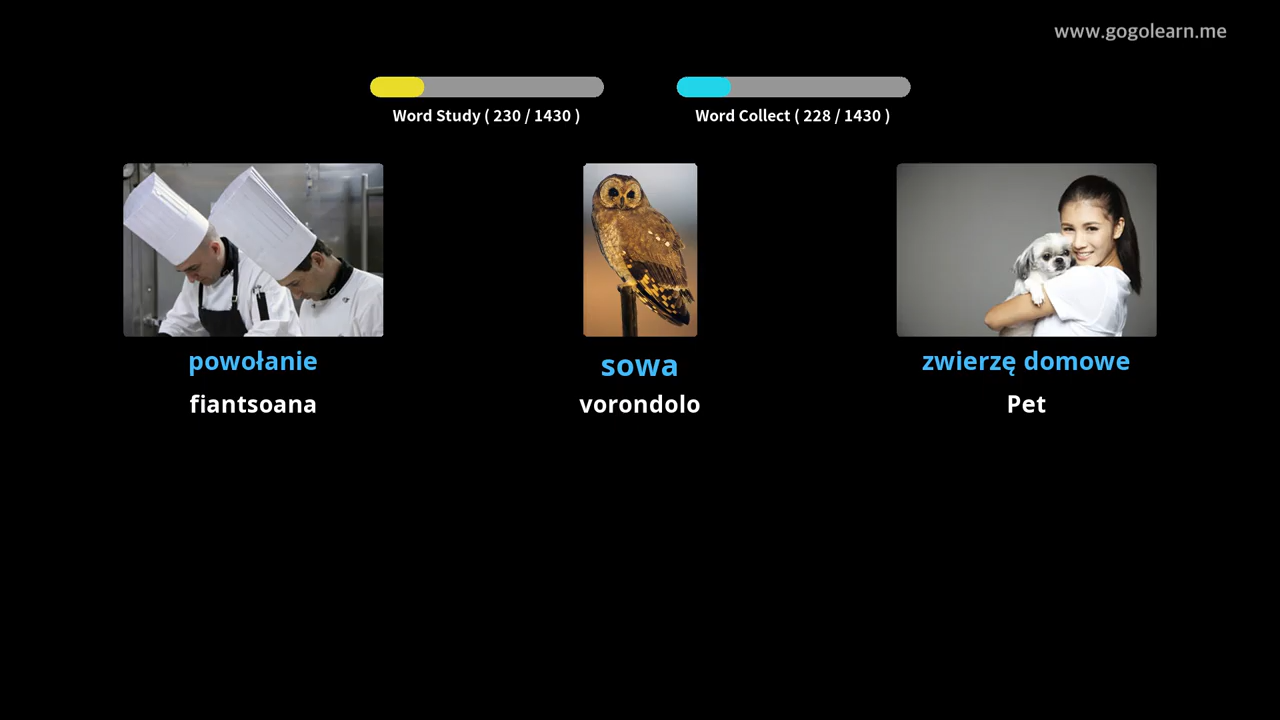 www.gogolearn.me
Word Study ( 230 / 1430 )
Word Collect ( 228 / 1430 )
powołanie
sowa
zwierzę domowe
fiantsoana
vorondolo
Pet